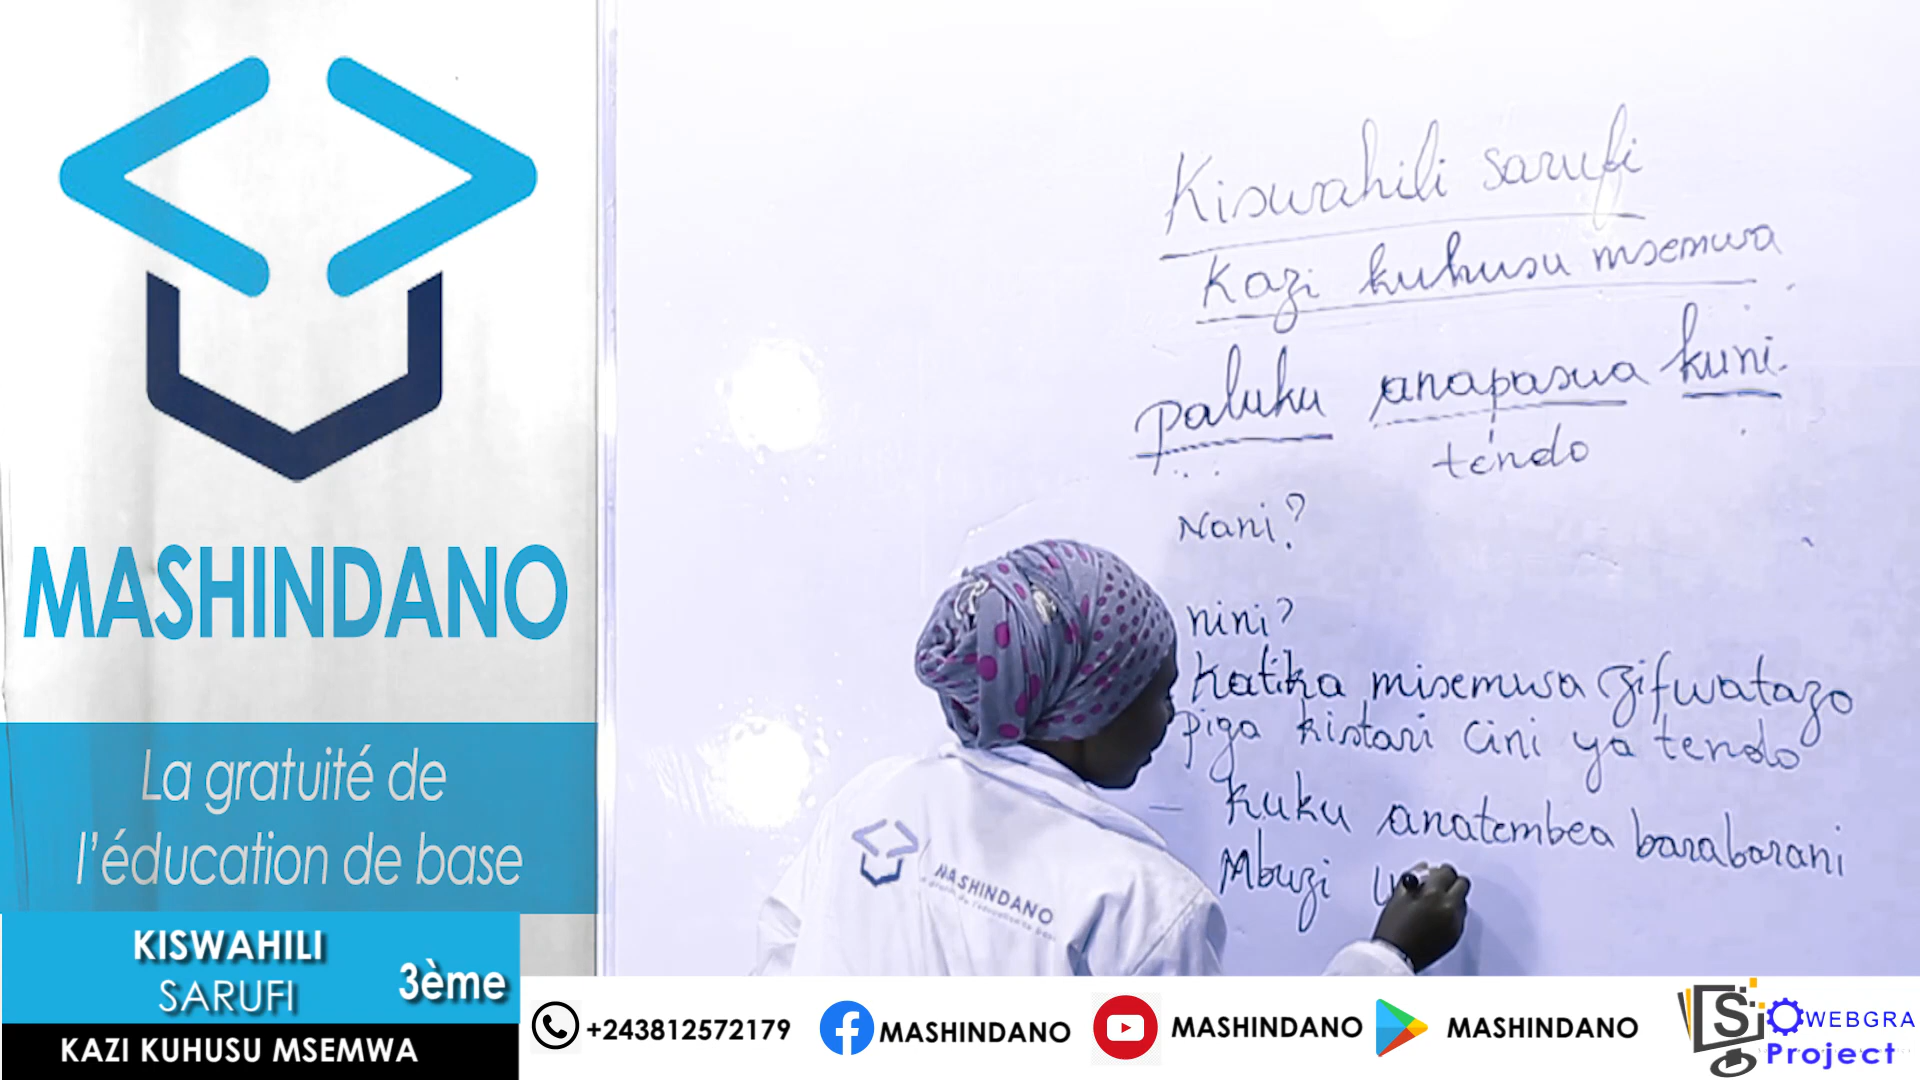 MASHINDANO
La gratuité de
l'éducation de base
KISWAHILI
SARUFI
3ème
KAZI KUHUSU MSEMWA
Kiswahili sarufi
Kazi kuhusu msemwa
paluku anapasua kuni.
tendo
Nani?
nini?
Katika misemwa zifwatazo
piga kistari cini ya tendo
- Kuku anatembea barabarani
Mbuzi
MASHINDANO
+243812572179
MASHINDANO
MASHINDANO
MASHINDANO
S
WEBGRA
Project